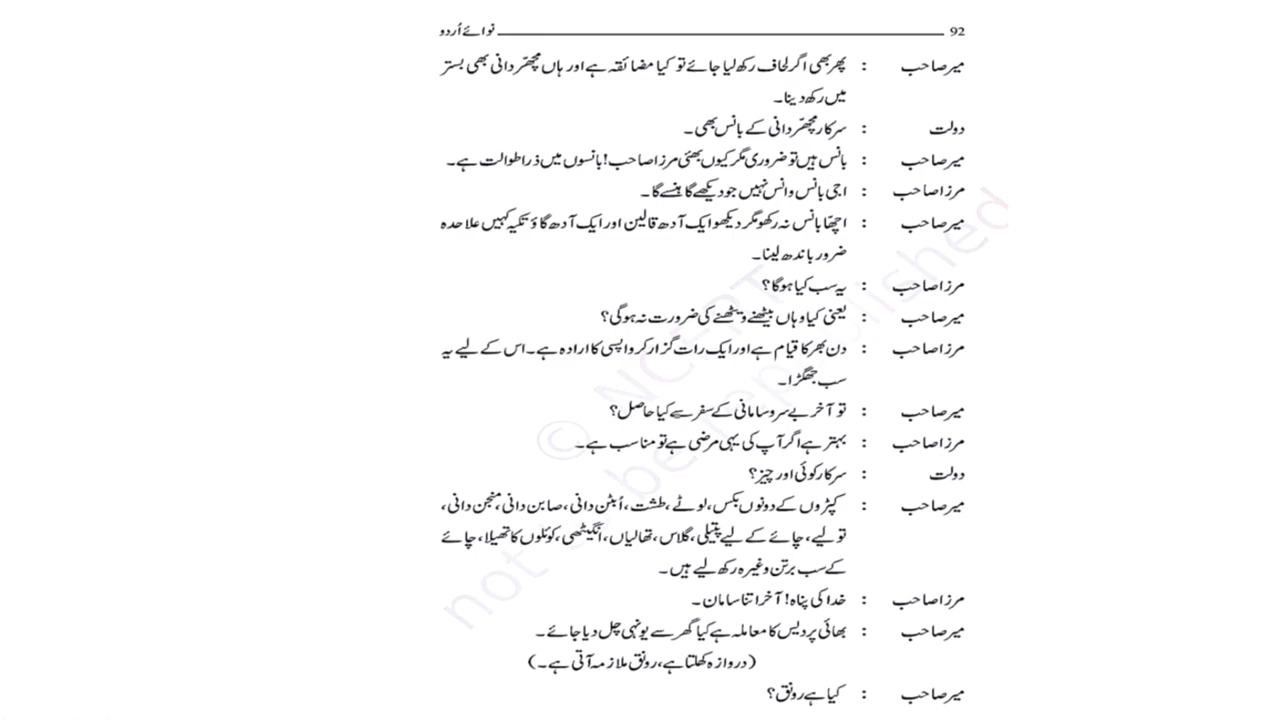 92 نوائے اُردو
میر صاحب : پھر بھی اگر لحاف رکھ لیا جائے تو کیا مضائقہ ہے اور ہاں مچھّر دانی بھی بستر
میں رکھ دینا۔
دولت : سرکار مچھّر دانی کے بانس بھی۔
میر صاحب : بانس ہیں تو ضروری مگر کیوں بھئی مرزا صاحب! بانسوں میں ذرا طوالت ہے۔
مرزا صاحب : اجی بانس وانس نہیں جو دیکھے گا ہنسے گا۔
میر صاحب : اچھّا بانس نہ رکھو مگر دیکھو ایک آدھ قالین اور ایک آدھ گاؤ تکیہ کہیں علاحدہ
ضرور باندھ لینا۔
مرزا صاحب : یہ سب کیا ہوگا؟
میر صاحب : یعنی کیا وہاں بیٹھنے ویٹھنے کی ضرورت نہ ہوگی؟
مرزا صاحب : دن بھر کا قیام ہے اور ایک رات گزار کر واپسی کا ارادہ ہے۔ اس کے لیے یہ
سب جھگڑا۔
میر صاحب : تو آخر بے سروسامانی کے سفر سے کیا حاصل؟
مرزا صاحب : بہتر ہے اگر آپ کی یہی مرضی ہے تو مناسب ہے۔
دولت : سرکار کوئی اور چیز؟
میر صاحب : کپڑوں کے دونوں بکس، لوٹے، طشت، اُبٹن دانی، صابن دانی، منجن دانی،
تولیے، چائے کے لیے پتیلی، گلاس، تھالیاں، انگیٹھی، کوئلوں کا تھیلا، چائے
کے سب برتن وغیرہ رکھ لیے ہیں۔
مرزا صاحب : خدا کی پناہ! آخر اتنا سامان۔
میر صاحب : بھائی پردیس کا معاملہ ہے کیا گھر سے یونہی چل دیا جائے۔
(دروازہ کھلتا ہے، رونق ملازمہ آتی ہے۔)
میر صاحب : کیا ہے رونق؟
© NCERT
not to be republished